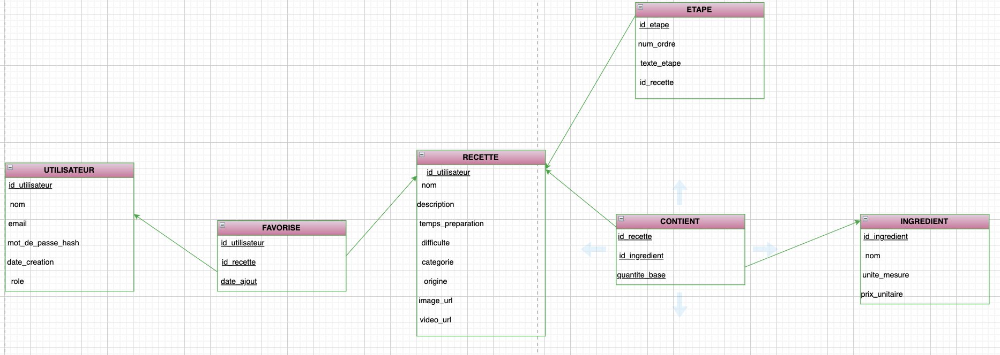 ETAPE
id_etape
num_ordre
texte_etape
id_recette
UTILISATEUR
id_utilisateur
nom
email
mot_de_passe_hash
date_creation
role
FAVORISE
id_utilisateur
id_recette
date_ajout
RECETTE
id_utilisateur
nom
description
temps_preparation
difficulte
categorie
origine
image_url
video_url
CONTIENT
id_recette
id_ingredient
quantite_base
INGREDIENT
id_ingredient
nom
unite_mesure
prix_unitaire